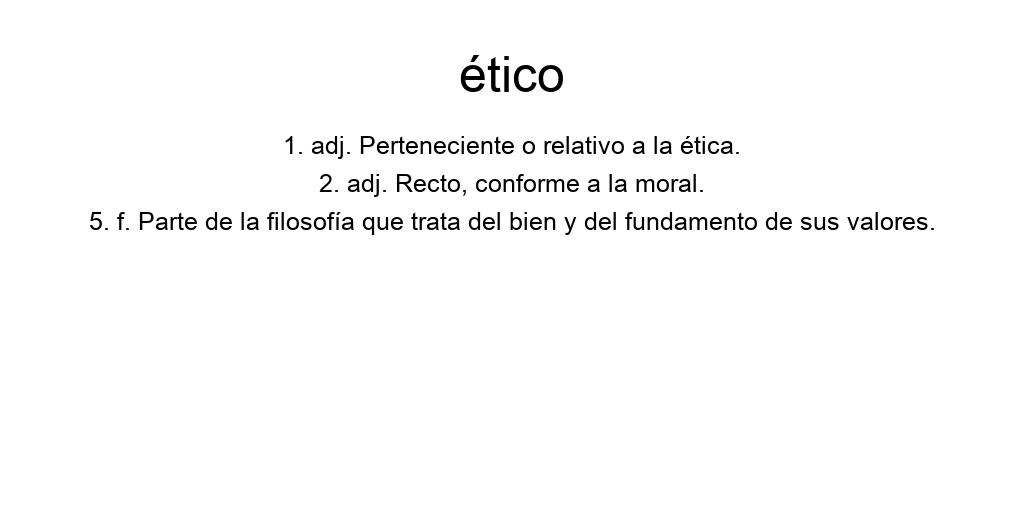 ético
1. adj. Perteneciente o relativo a la ética.
2. adj. Recto, conforme a la moral.
5. f. Parte de la filosofía que trata del bien y del fundamento de sus valores.